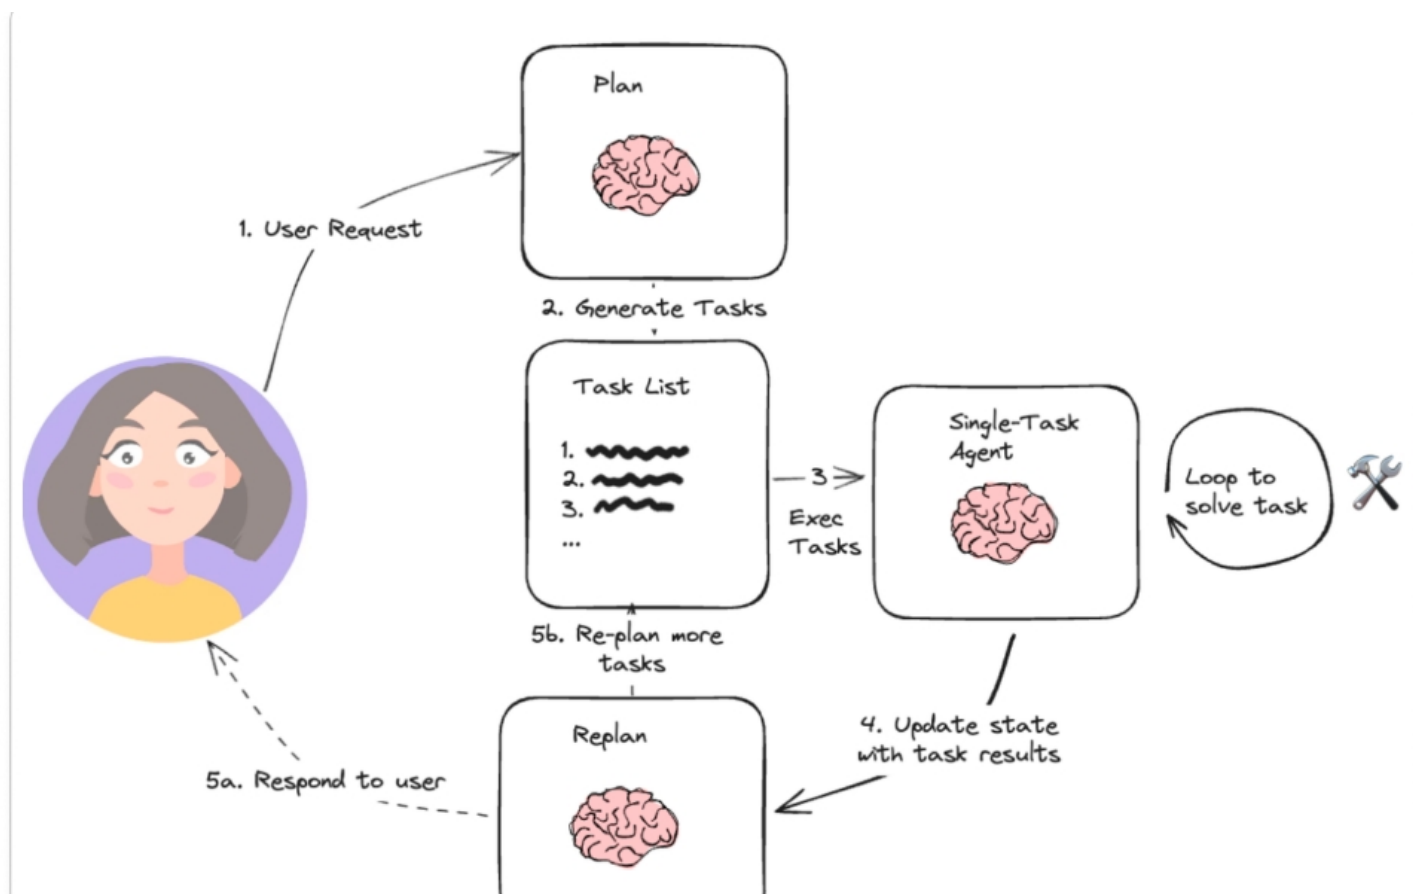 Plan
1. User Request
2. Generate Tasks
Task List
1.
2.
3.
...
3
Exec
Tasks
Single-Task
Agent
Loop to
solve task
5b. Re-plan more
tasks
Replan
4. Update state
with task results
5a. Respond to user